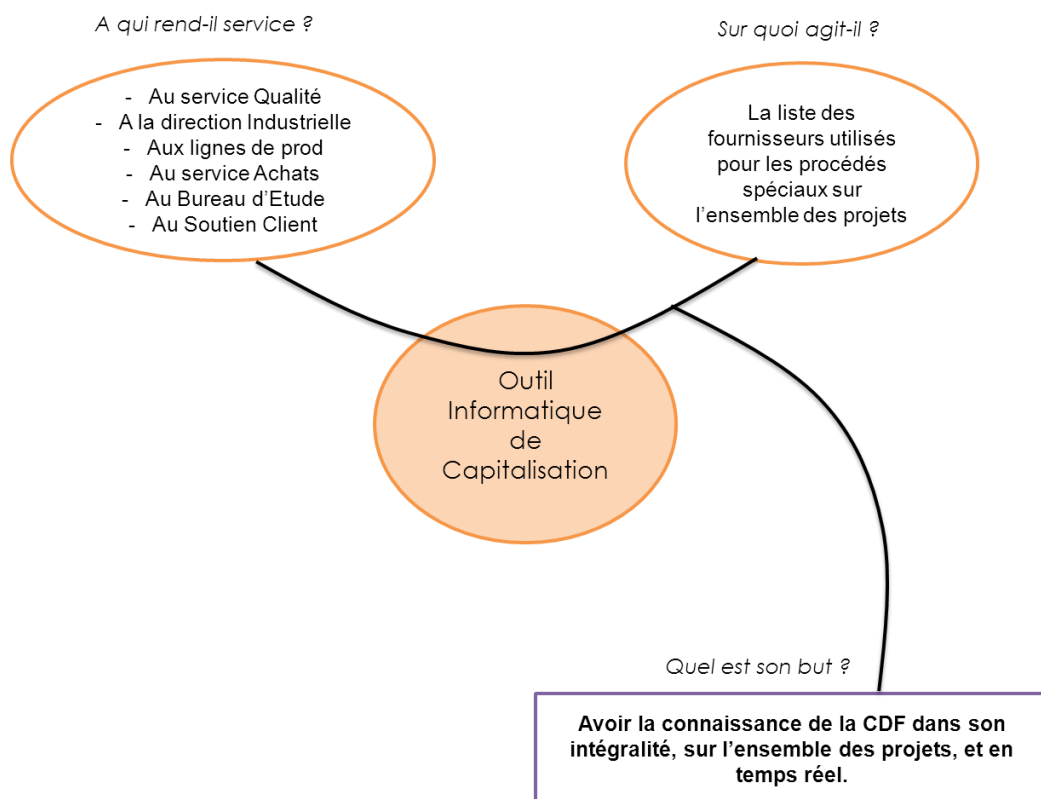 A qui rend-il service ?
- Au service Qualité
- A la direction Industrielle
- Aux lignes de prod
- Au service Achats
- Au Bureau d’Etude
- Au Soutien Client
Sur quoi agit-il ?
La liste des
fournisseurs utilisés
pour les procédés
spéciaux sur
l’ensemble des projets
Outil
Informatique
de
Capitalisation
Quel est son but ?
Avoir la connaissance de la CDF dans son
intégralité, sur l’ensemble des projets, et en
temps réel.